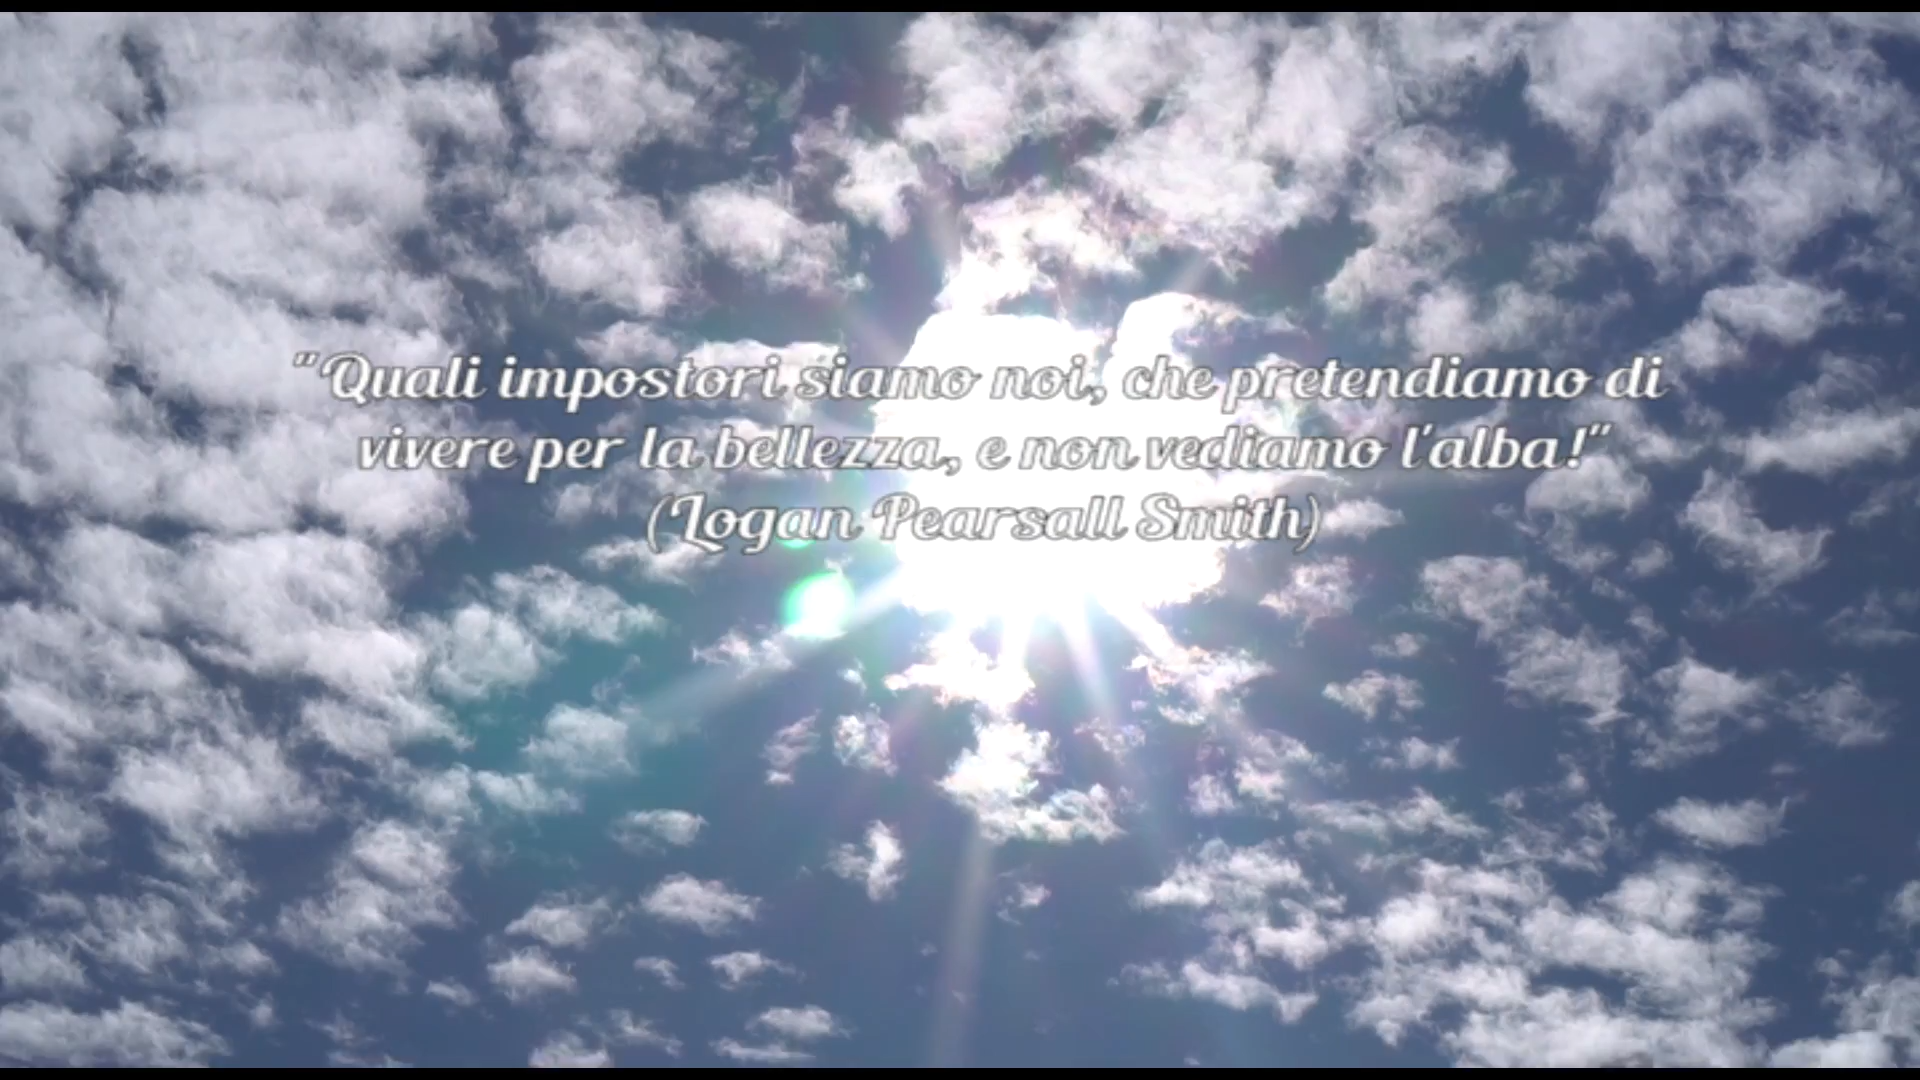 "Quali impostori siamo noi, che pretendiamo di
vivere per la bellezza, e non vediamo l'alba!"
(Logan Pearsall Smith)